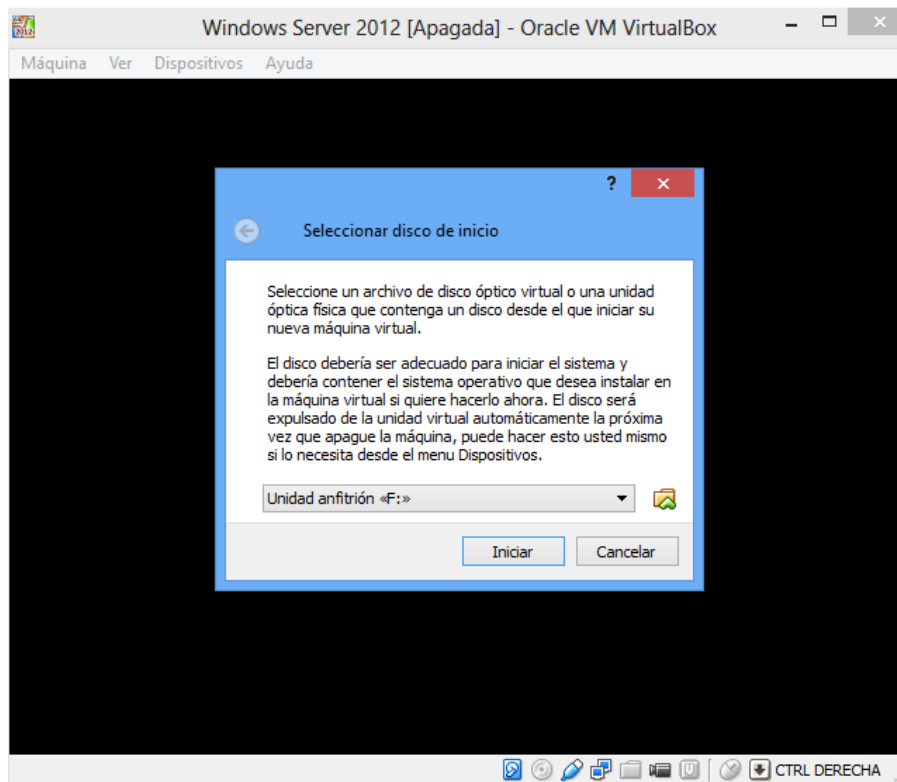 Windows Server 2012 [Apagada] - Oracle VM VirtualBox
Máquina Ver Dispositivos Ayuda
?
Seleccionar disco de inicio
Seleccione un archivo de disco óptico virtual o una unidad
óptica física que contenga un disco desde el que iniciar su
nueva máquina virtual.
El disco debería ser adecuado para iniciar el sistema y
debería contener el sistema operativo que desea instalar en
la máquina virtual si quiere hacerlo ahora. El disco será
expulsado de la unidad virtual automáticamente la próxima
vez que apague la máquina, puede hacer esto usted mismo
si lo necesita desde el menu Dispositivos.
Unidad anfitrión «F:»
Iniciar Cancelar
CTRL DERECHA